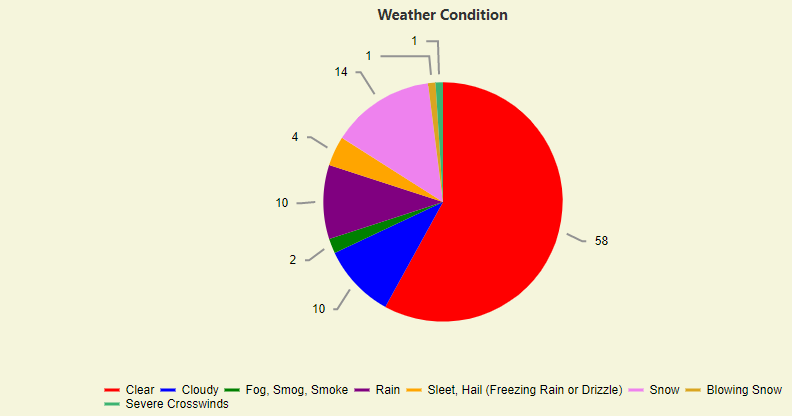 Weather Condition
1
1
14
4
10
58
2
10
Clear Cloudy Fog, Smog, Smoke Rain Sleet, Hail (Freezing Rain or Drizzle) Snow Blowing Snow
Severe Crosswinds